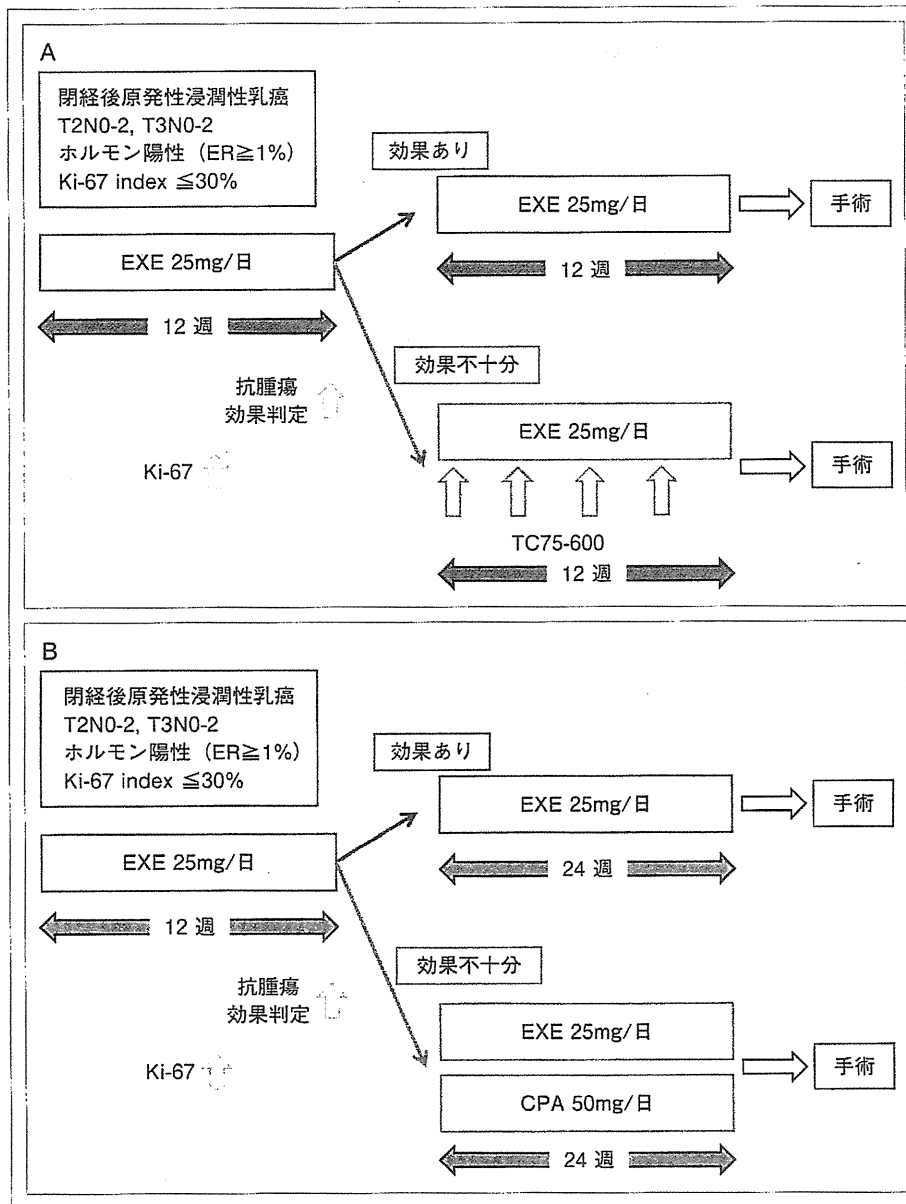 A
閉経後原発性浸潤性乳癌
T2N0-2, T3N0-2
ホルモン陽性（ER≧1%）
Ki-67 index ≦30%
EXE 25mg/日
12 週
抗腫瘍
効果判定
Ki-67
効果あり
EXE 25mg/日
12 週
手術
効果不十分
EXE 25mg/日
TC75-600
12 週
手術
B
閉経後原発性浸潤性乳癌
T2N0-2, T3N0-2
ホルモン陽性（ER≧1%）
Ki-67 index ≦30%
EXE 25mg/日
12 週
抗腫瘍
効果判定
Ki-67
効果あり
EXE 25mg/日
24 週
手術
効果不十分
EXE 25mg/日
CPA 50mg/日
24 週
手術